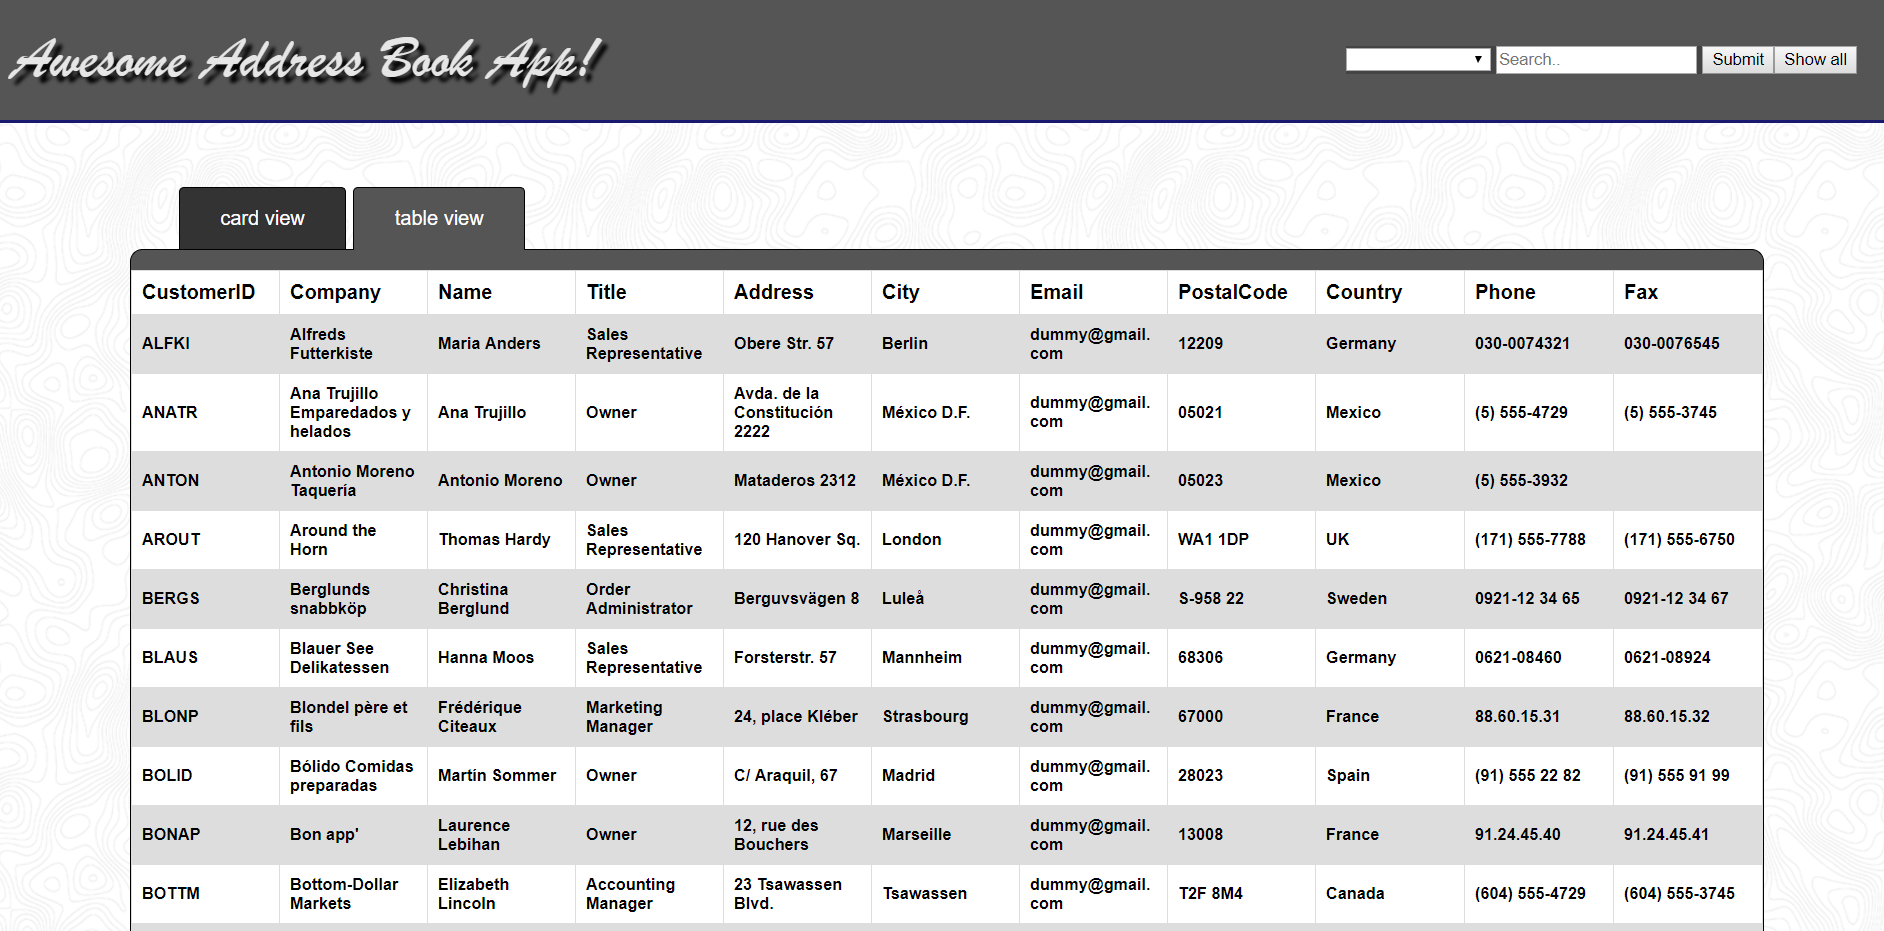 Awesome Address Book App!
Search.. Submit Show all
card view table view
CustomerID Company Name Title Address City Email PostalCode Country Phone Fax
ALFKI Alfreds Futterkiste Maria Anders Sales Representative Obere Str. 57 Berlin dummy@gmail.com 12209 Germany 030-0074321 030-0076545
ANATR Ana Trujillo Emparedados y helados Ana Trujillo Owner Avda. de la Constitución 2222 México D.F. dummy@gmail.com 05021 Mexico (5) 555-4729 (5) 555-3745
ANTON Antonio Moreno Taquería Antonio Moreno Owner Mataderos 2312 México D.F. dummy@gmail.com 05023 Mexico (5) 555-3932
AROUT Around the Horn Thomas Hardy Sales Representative 120 Hanover Sq. London dummy@gmail.com WA1 1DP UK (171) 555-7788 (171) 555-6750
BERGS Berglunds snabbköp Christina Berglund Order Administrator Berguvsvägen 8 Luleå dummy@gmail.com S-958 22 Sweden 0921-12 34 65 0921-12 34 67
BLAUS Blauer See Delikatessen Hanna Moos Sales Representative Forsterstr. 57 Mannheim dummy@gmail.com 68306 Germany 0621-08460 0621-08924
BLONP Blondel père et fils Frédérique Citeaux Marketing Manager 24, place Kléber Strasbourg dummy@gmail.com 67000 France 88.60.15.31 88.60.15.32
BOLID Bólido Comidas preparadas Martín Sommer Owner C/ Araquil, 67 Madrid dummy@gmail.com 28023 Spain (91) 555 22 82 (91) 555 91 99
BONAP Bon app' Laurence Lebihan Owner 12, rue des Bouchers Marseille dummy@gmail.com 13008 France 91.24.45.40 91.24.45.41
BOTTM Bottom-Dollar Markets Elizabeth Lincoln Accounting Manager 23 Tsawassen Blvd. Tsawassen dummy@gmail.com T2F 8M4 Canada (604) 555-4729 (604) 555-3745